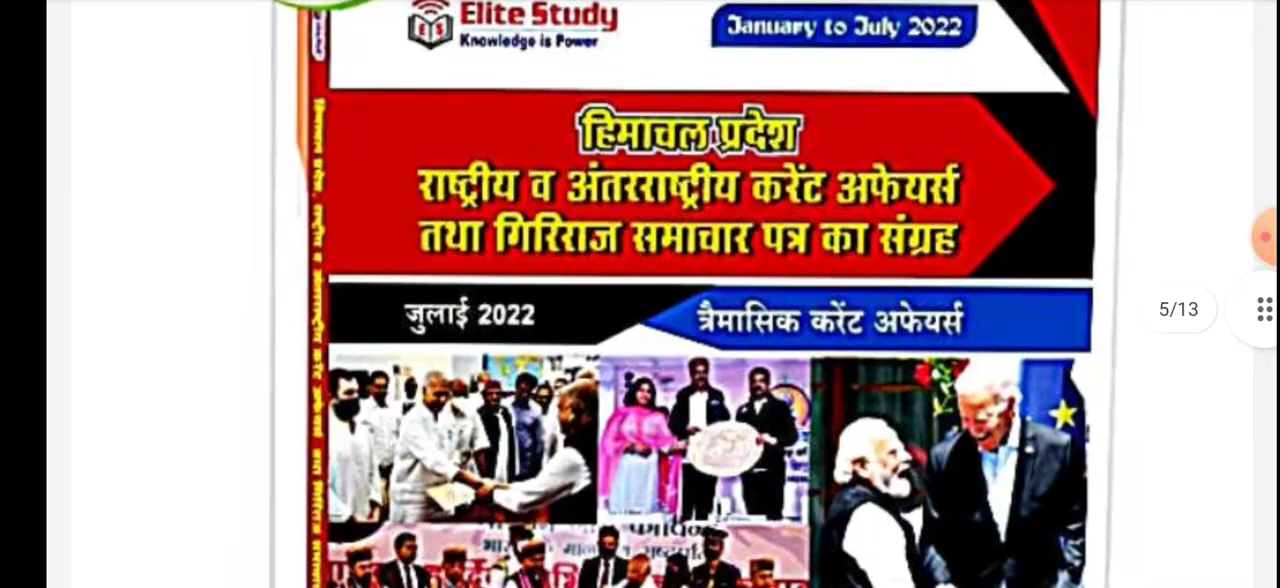 Elite Study
Knowledge is Power
E S
January to July 2022
हिमाचल प्रदेश
राष्ट्रीय व अंतरराष्ट्रीय करेंट अफेयर्स
तथा गिरिराज समाचार पत्र का संग्रह
जुलाई 2022
त्रैमासिक करेंट अफेयर्स
5/13